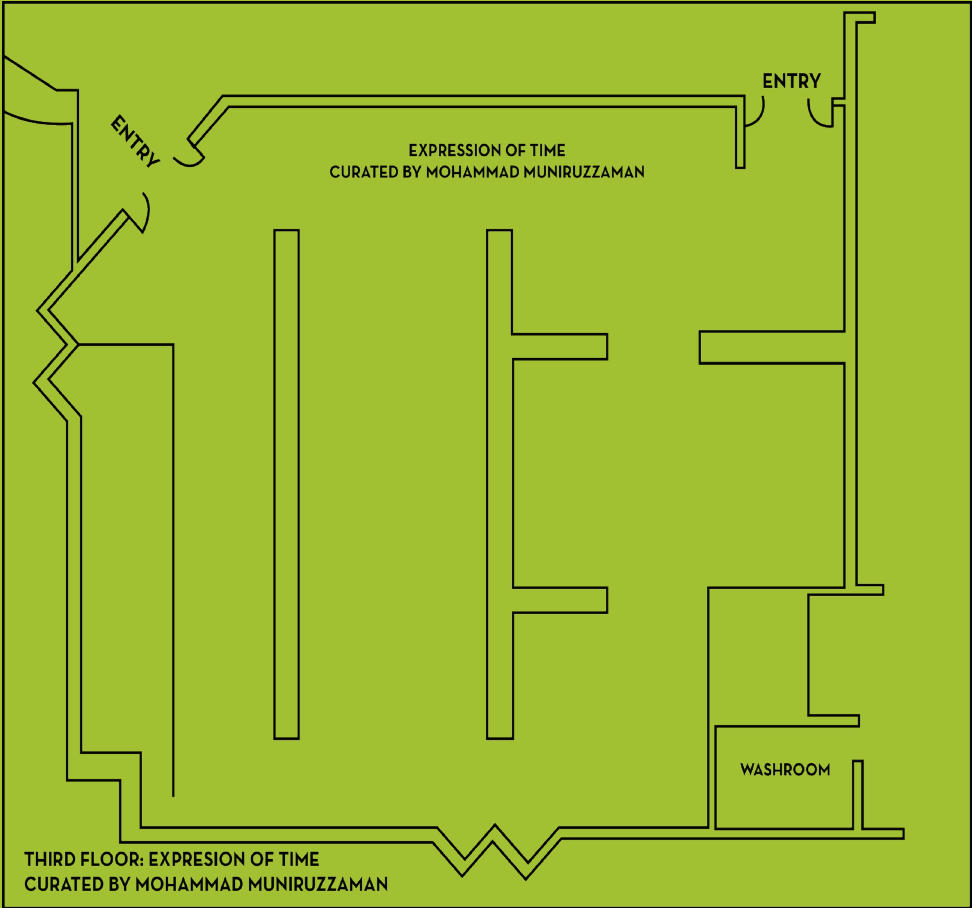 ENTRY
ENTRY
EXPRESSION OF TIME
CURATED BY MOHAMMAD MUNIRUZZAMAN
WASHROOM
THIRD FLOOR: EXPRESION OF TIME
CURATED BY MOHAMMAD MUNIRUZZAMAN